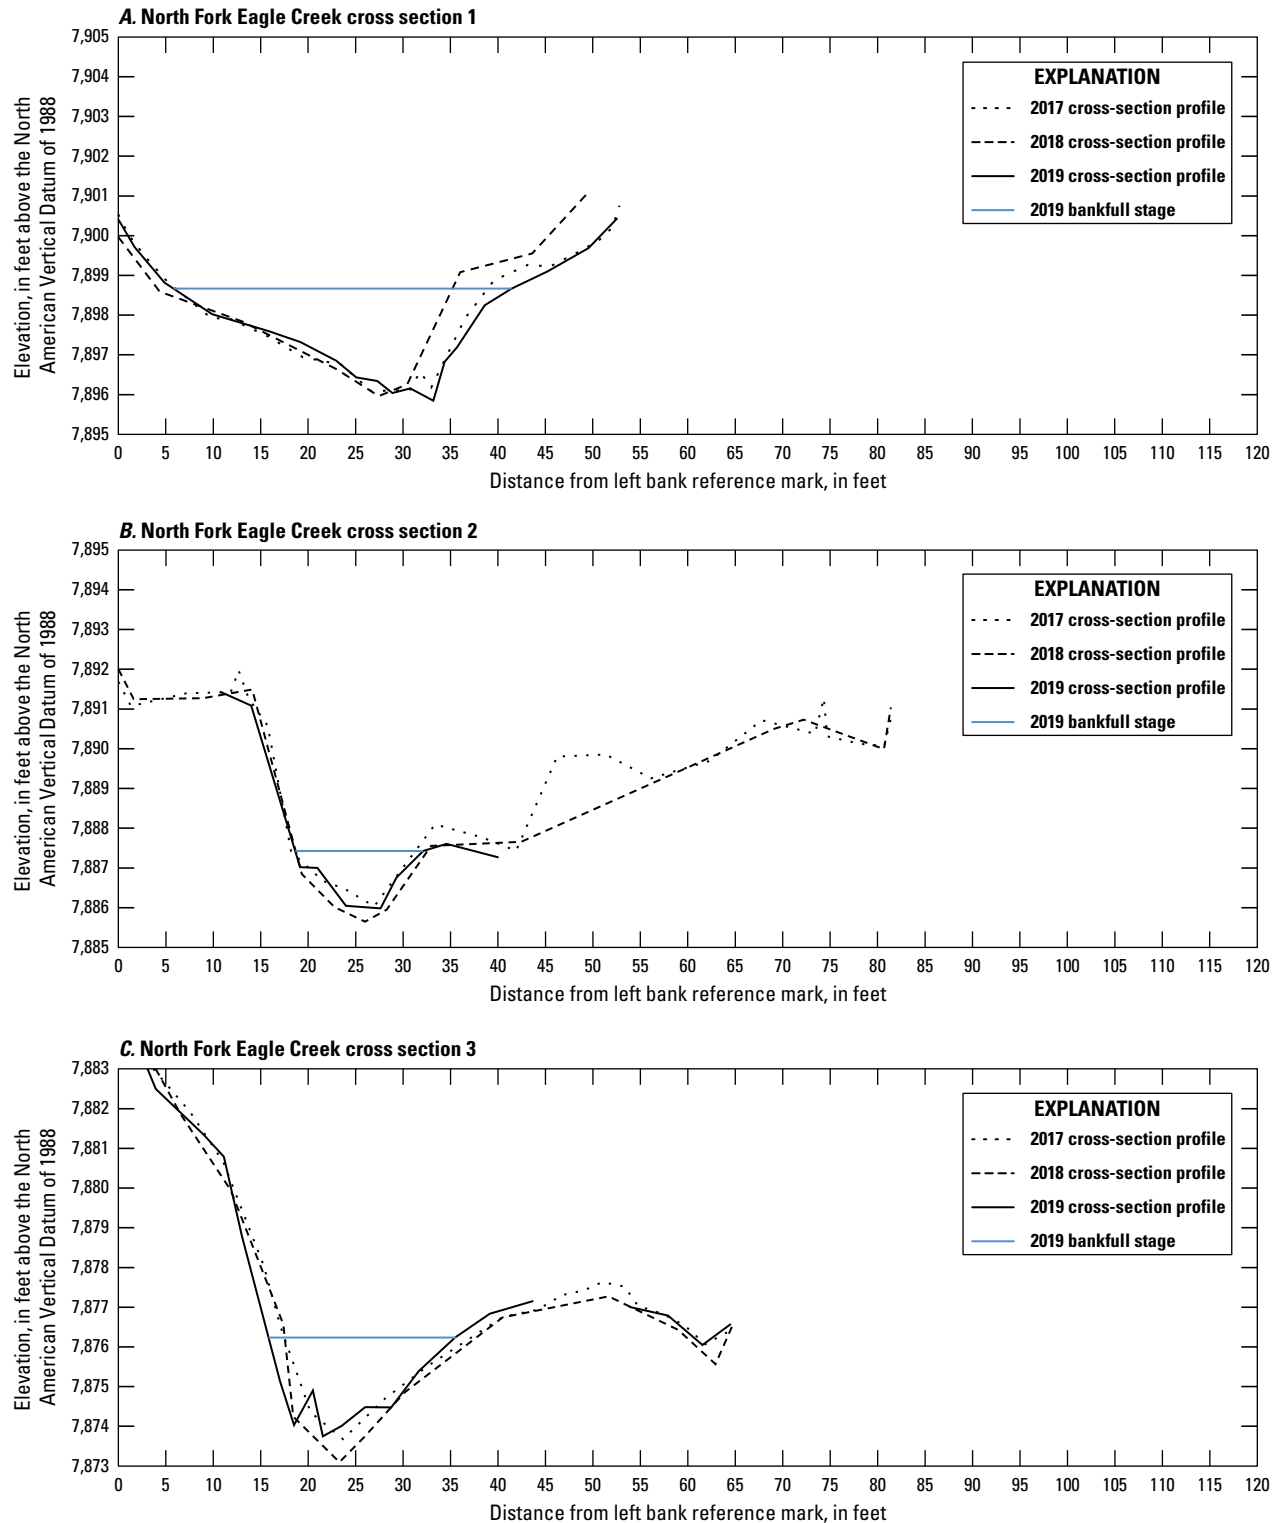 A. North Fork Eagle Creek cross section 1
Elevation, in feet above the North
American Vertical Datum of 1988
7,905
7,904
7,903
7,902
7,901
7,900
7,899
7,898
7,897
7,896
7,895
EXPLANATION
2017 cross-section profile
2018 cross-section profile
2019 cross-section profile
2019 bankfull stage
0 5 10 15 20 25 30 35 40 45 50 55 60 65 70 75 80 85 90 95 100 105 110 115 120
Distance from left bank reference mark, in feet
B. North Fork Eagle Creek cross section 2
Elevation, in feet above the North
American Vertical Datum of 1988
7,895
7,894
7,893
7,892
7,891
7,890
7,889
7,888
7,887
7,886
7,885
EXPLANATION
2017 cross-section profile
2018 cross-section profile
2019 cross-section profile
2019 bankfull stage
0 5 10 15 20 25 30 35 40 45 50 55 60 65 70 75 80 85 90 95 100 105 110 115 120
Distance from left bank reference mark, in feet
C. North Fork Eagle Creek cross section 3
Elevation, in feet above the North
American Vertical Datum of 1988
7,883
7,882
7,881
7,880
7,879
7,878
7,877
7,876
7,875
7,874
7,873
EXPLANATION
2017 cross-section profile
2018 cross-section profile
2019 cross-section profile
2019 bankfull stage
0 5 10 15 20 25 30 35 40 45 50 55 60 65 70 75 80 85 90 95 100 105 110 115 120
Distance from left bank reference mark, in feet